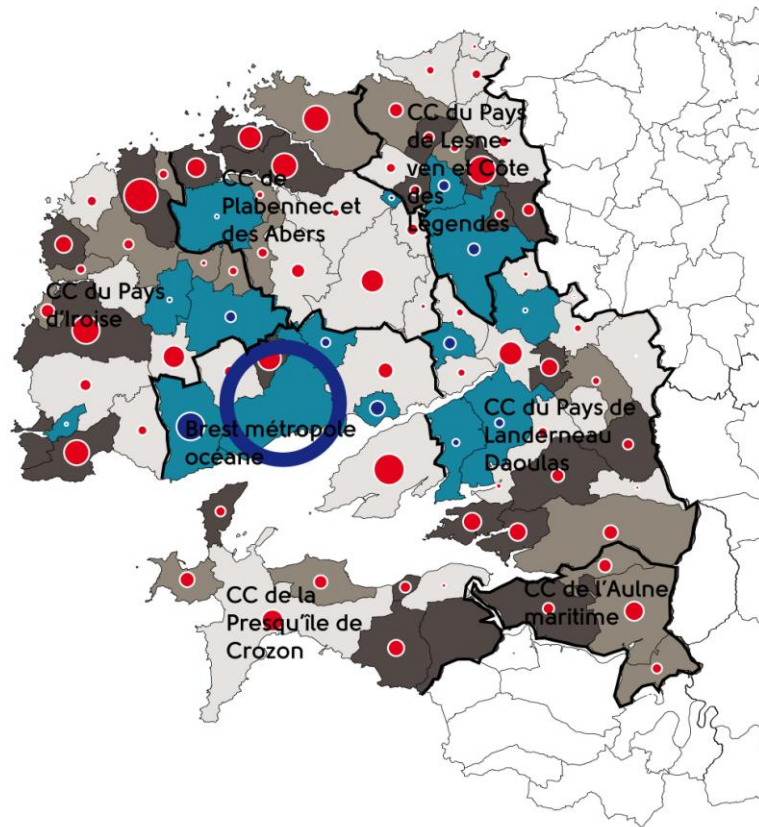 CC du Pays
de Lesne-
ven et Côte
des
Légendes
CC de
Plabennec et
des Abers
CC du Pays
d'Iroise
Brest métropole
océane
CC du Pays de
Landerneau
Daoulas
CC de la
Presqu'île de
Crozon
CC de l'Aulne
maritime